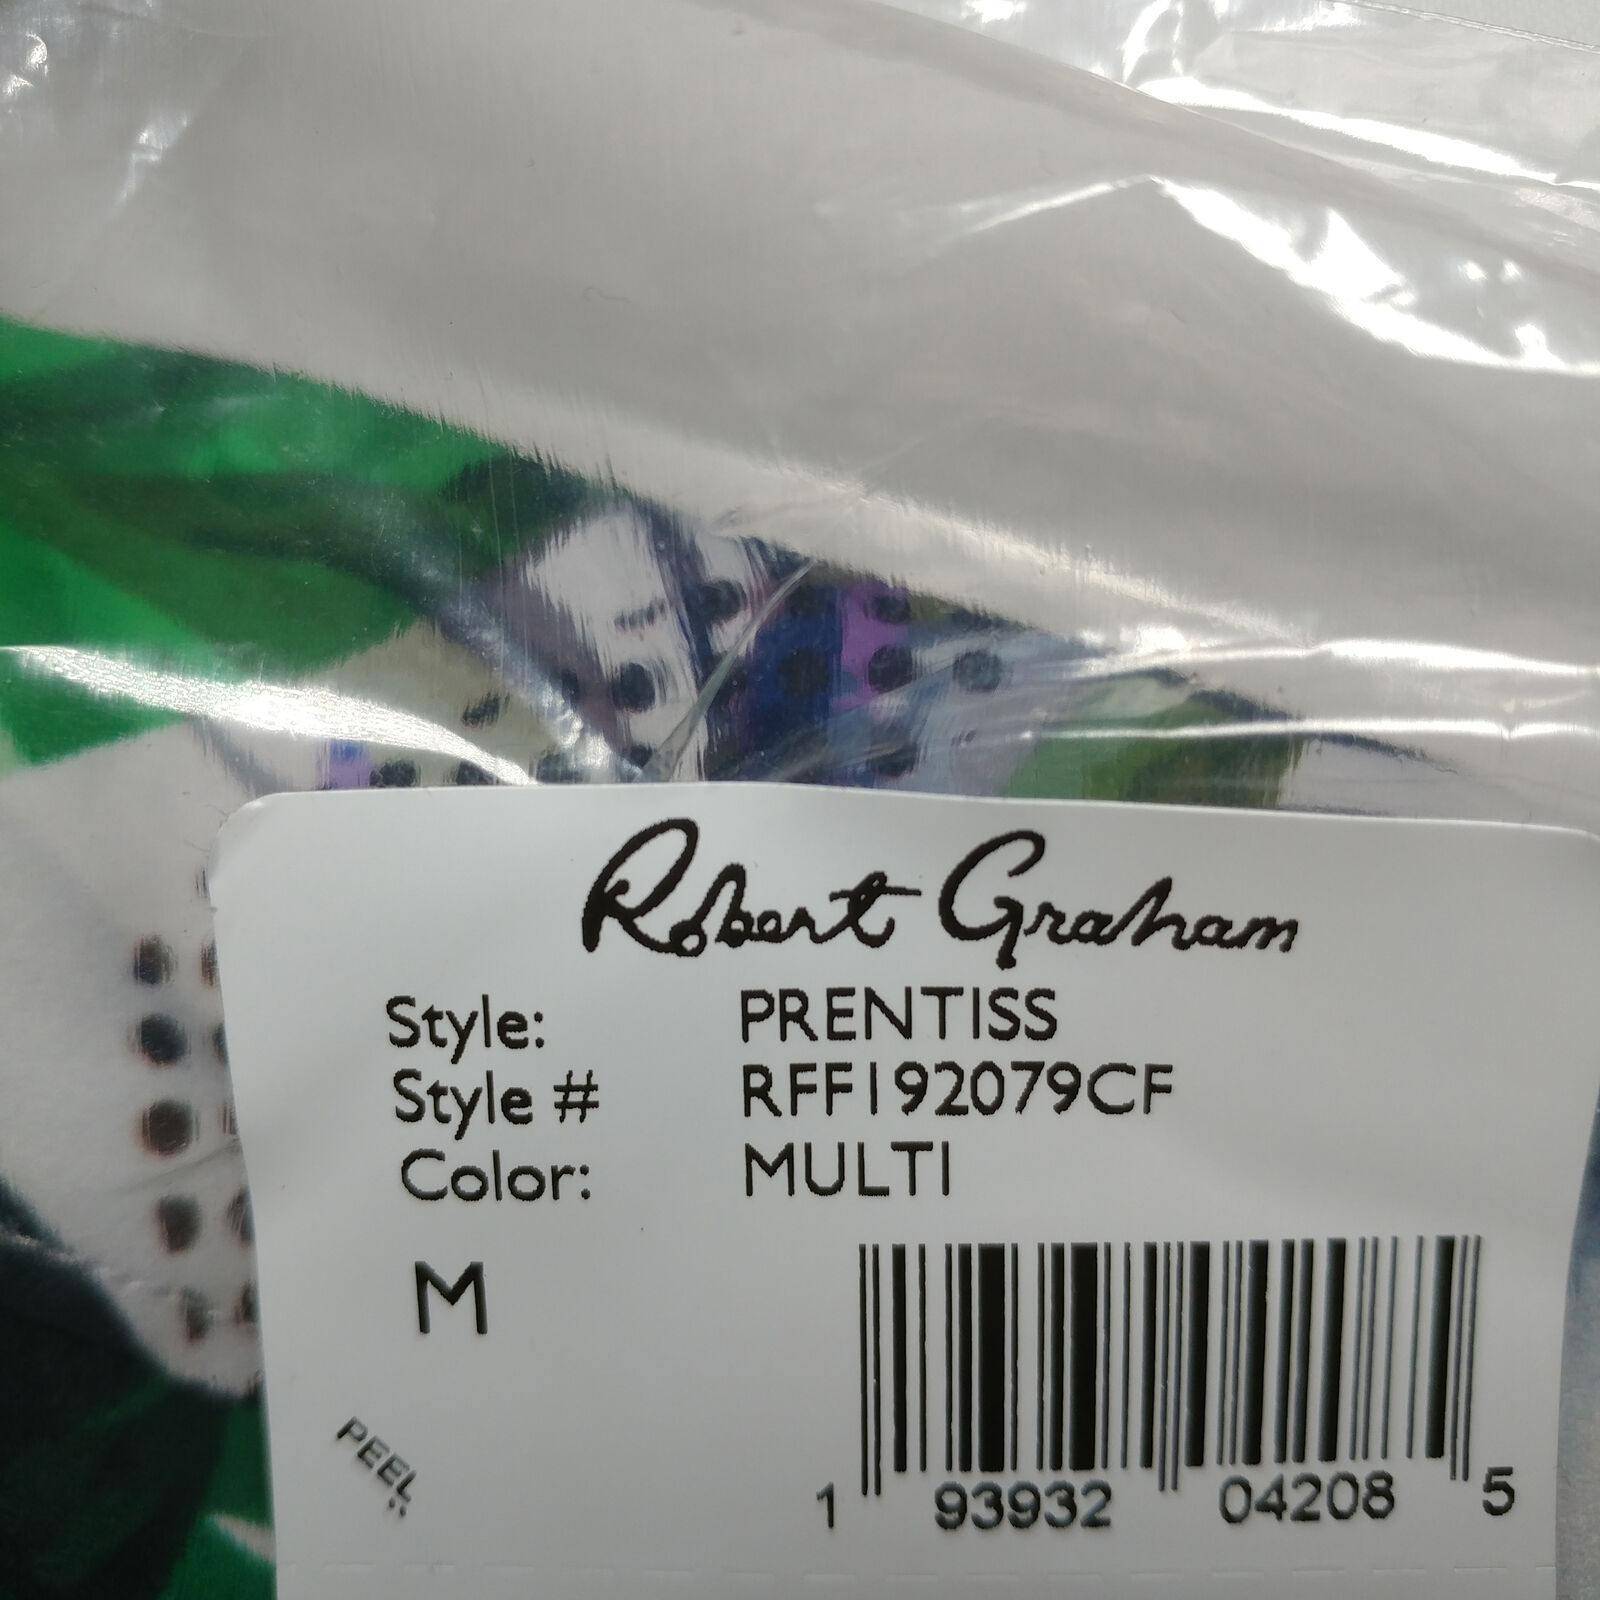 Robert Graham
Style: PRENTISS
Style # RFF192079CF
Color: MULTI
M
PEEL
1 93932 04208 5